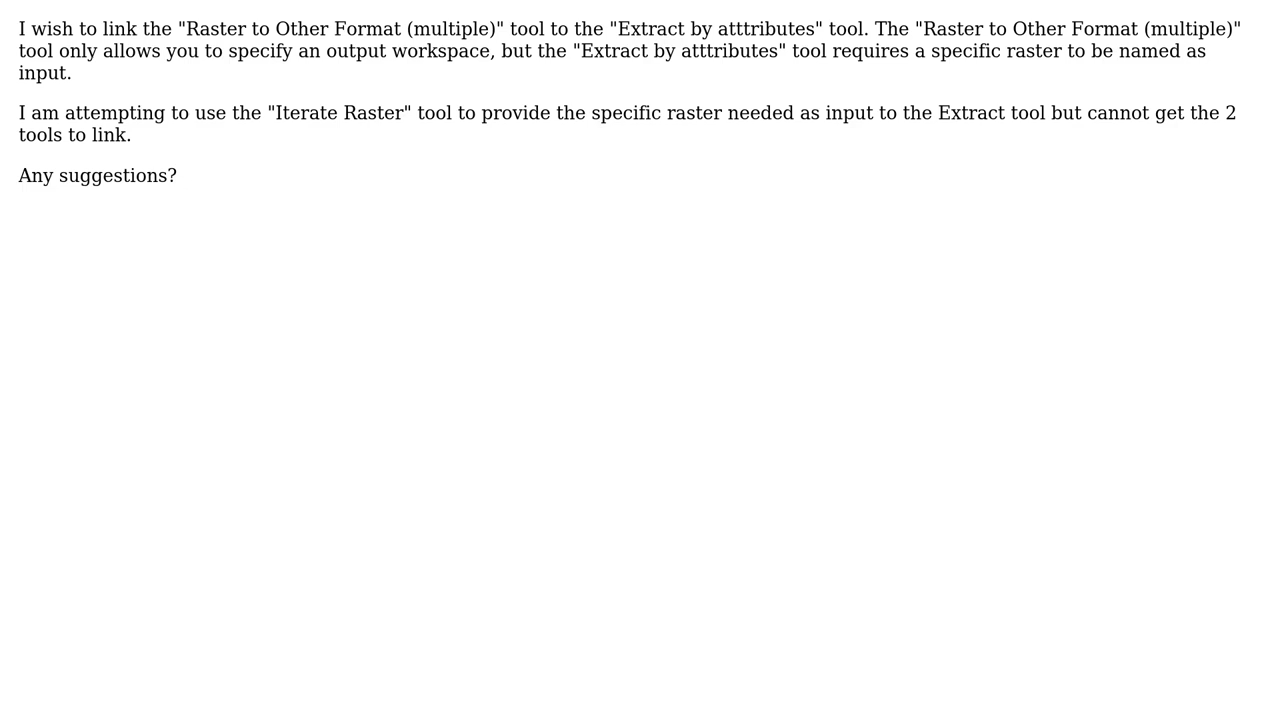 I wish to link the "Raster to Other Format (multiple)" tool to the "Extract by atttributes" tool. The "Raster to Other Format (multiple)"
tool only allows you to specify an output workspace, but the "Extract by atttributes" tool requires a specific raster to be named as
input.
I am attempting to use the "Iterate Raster" tool to provide the specific raster needed as input to the Extract tool but cannot get the 2
tools to link.
Any suggestions?